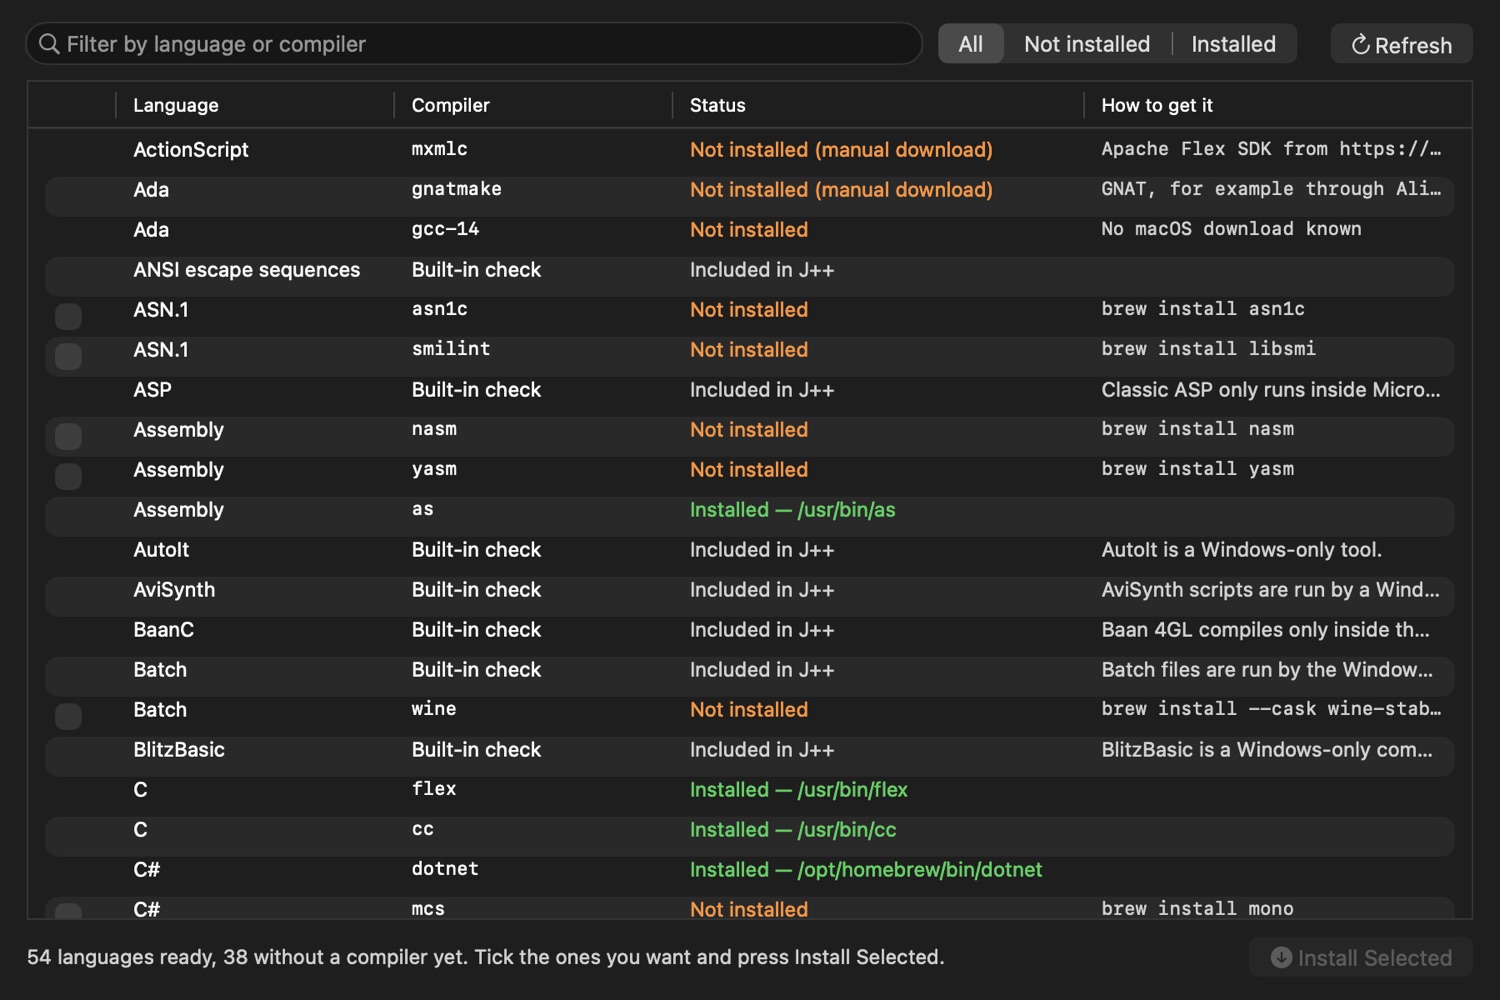 Filter by language or compiler All Not installed Installed Refresh
Language Compiler Status How to get it
ActionScript mxmlc Not installed (manual download) Apache Flex SDK from https://…
Ada gnatmake Not installed (manual download) GNAT, for example through Ali…
Ada gcc-14 Not installed No macOS download known
ANSI escape sequences Built-in check Included in J++
ASN.1 asn1c Not installed brew install asn1c
ASN.1 smilint Not installed brew install libsmi
ASP Built-in check Included in J++ Classic ASP only runs inside Micro...
Assembly nasm Not installed brew install nasm
Assembly yasm Not installed brew install yasm
Assembly as Installed — /usr/bin/as
AutoIt Built-in check Included in J++ AutoIt is a Windows-only tool.
AviSynth Built-in check Included in J++ AviSynth scripts are run by a Wind...
BaanC Built-in check Included in J++ Baan 4GL compiles only inside th...
Batch Built-in check Included in J++ Batch files are run by the Window...
Batch wine Not installed brew install --cask wine-stab…
BlitzBasic Built-in check Included in J++ BlitzBasic is a Windows-only com...
C flex Installed — /usr/bin/flex
C cc Installed — /usr/bin/cc
C# dotnet Installed — /opt/homebrew/bin/dotnet
C# mcs Not installed brew install mono
54 languages ready, 38 without a compiler yet. Tick the ones you want and press Install Selected. Install Selected